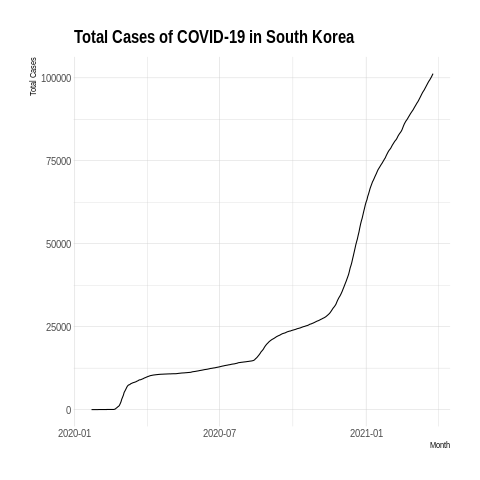 Total Cases of COVID-19 in South Korea
Total Cases
100000
75000
50000
25000
0
2020-01
2020-07
2021-01
Month